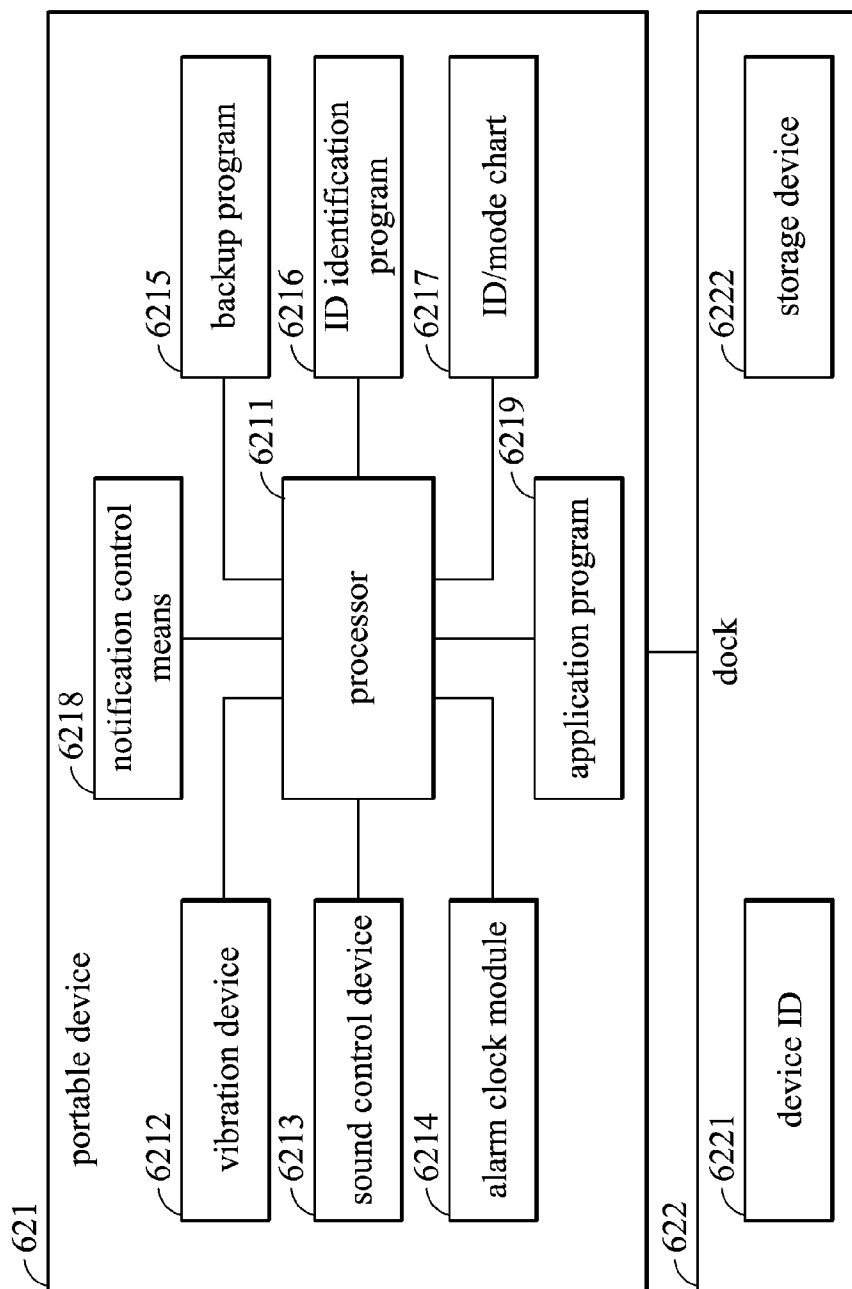 621
portable device
6218
notification control
means
6212
vibration device
6215
backup program
6211
processor
6213
sound control device
6216
ID identification
program
6214
alarm clock module
6217
ID/mode chart
6219
application program
622
dock
6221
device ID
6222
storage device